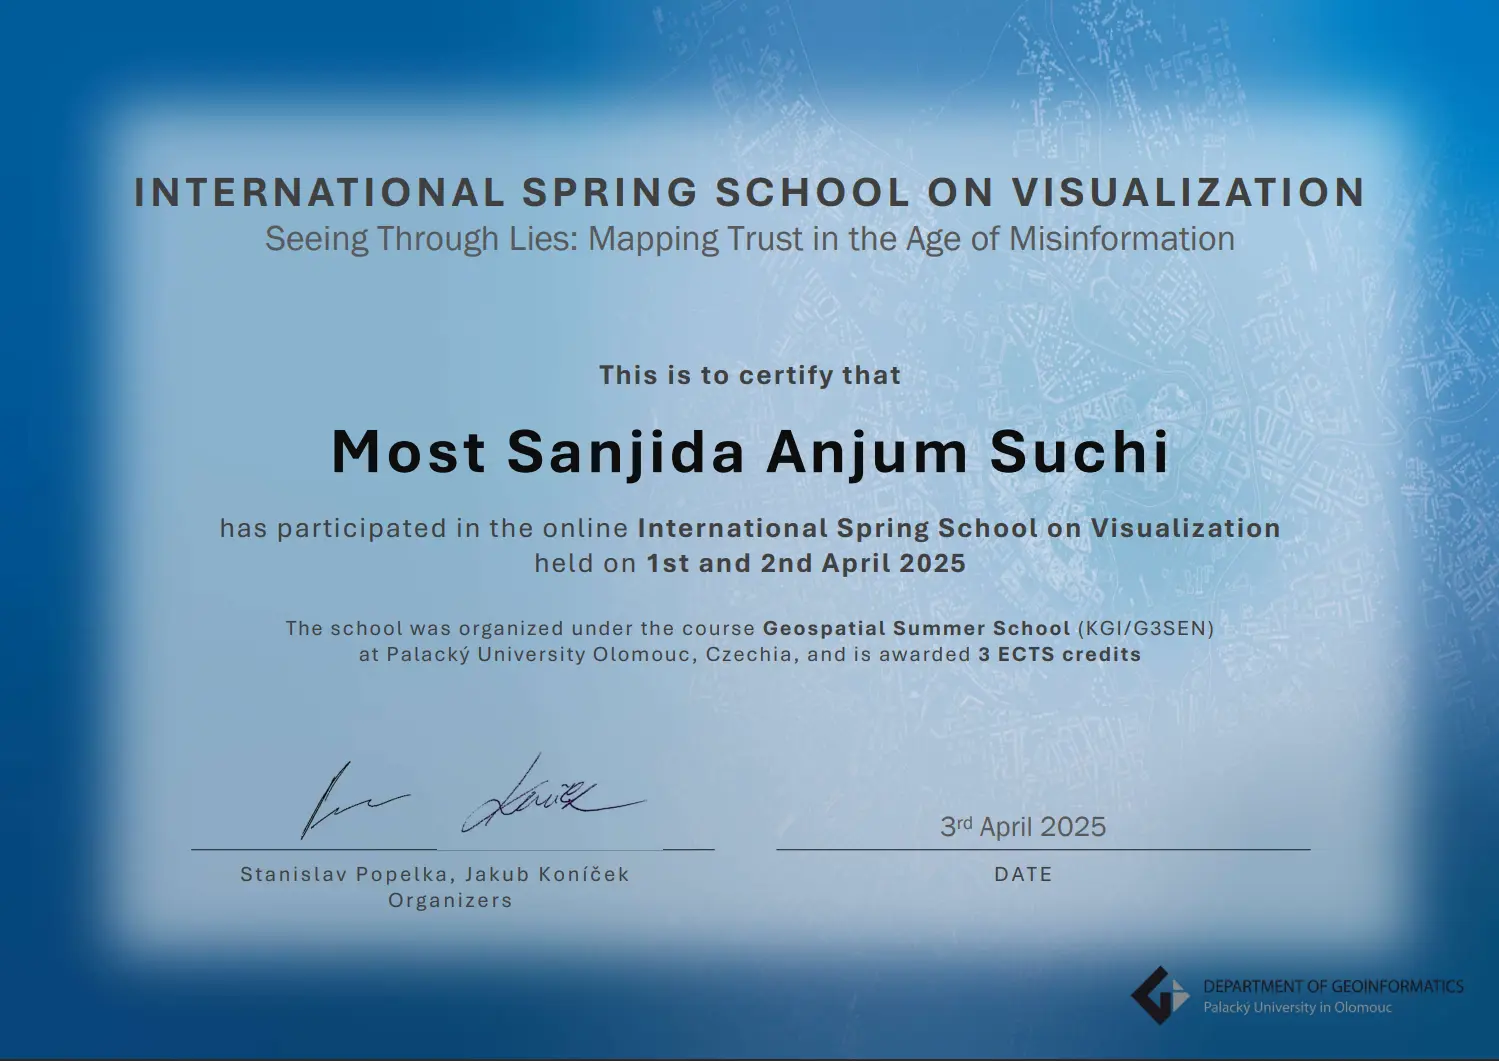 INTERNATIONAL SPRING SCHOOL ON VISUALIZATION
Seeing Through Lies: Mapping Trust in the Age of Misinformation
This is to certify that
Most Sanjida Anjum Suchi
has participated in the online International Spring School on Visualization
held on 1st and 2nd April 2025
The school was organized under the course Geospatial Summer School (KGI/G3SEN)
at Palacký University Olomouc, Czechia, and is awarded 3 ECTS credits
3rd April 2025
Stanislav Popelka, Jakub Koníček
Organizers
DATE
DEPARTMENT OF GEOINFORMATICS
Palacký University in Olomouc